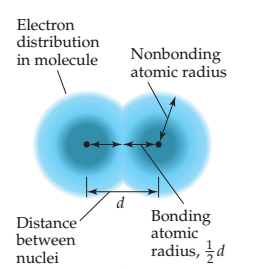 Electron
distribution
in molecule
Nonbonding
atomic radius
d
Distance
between
nuclei
Bonding
atomic
radius, ½d